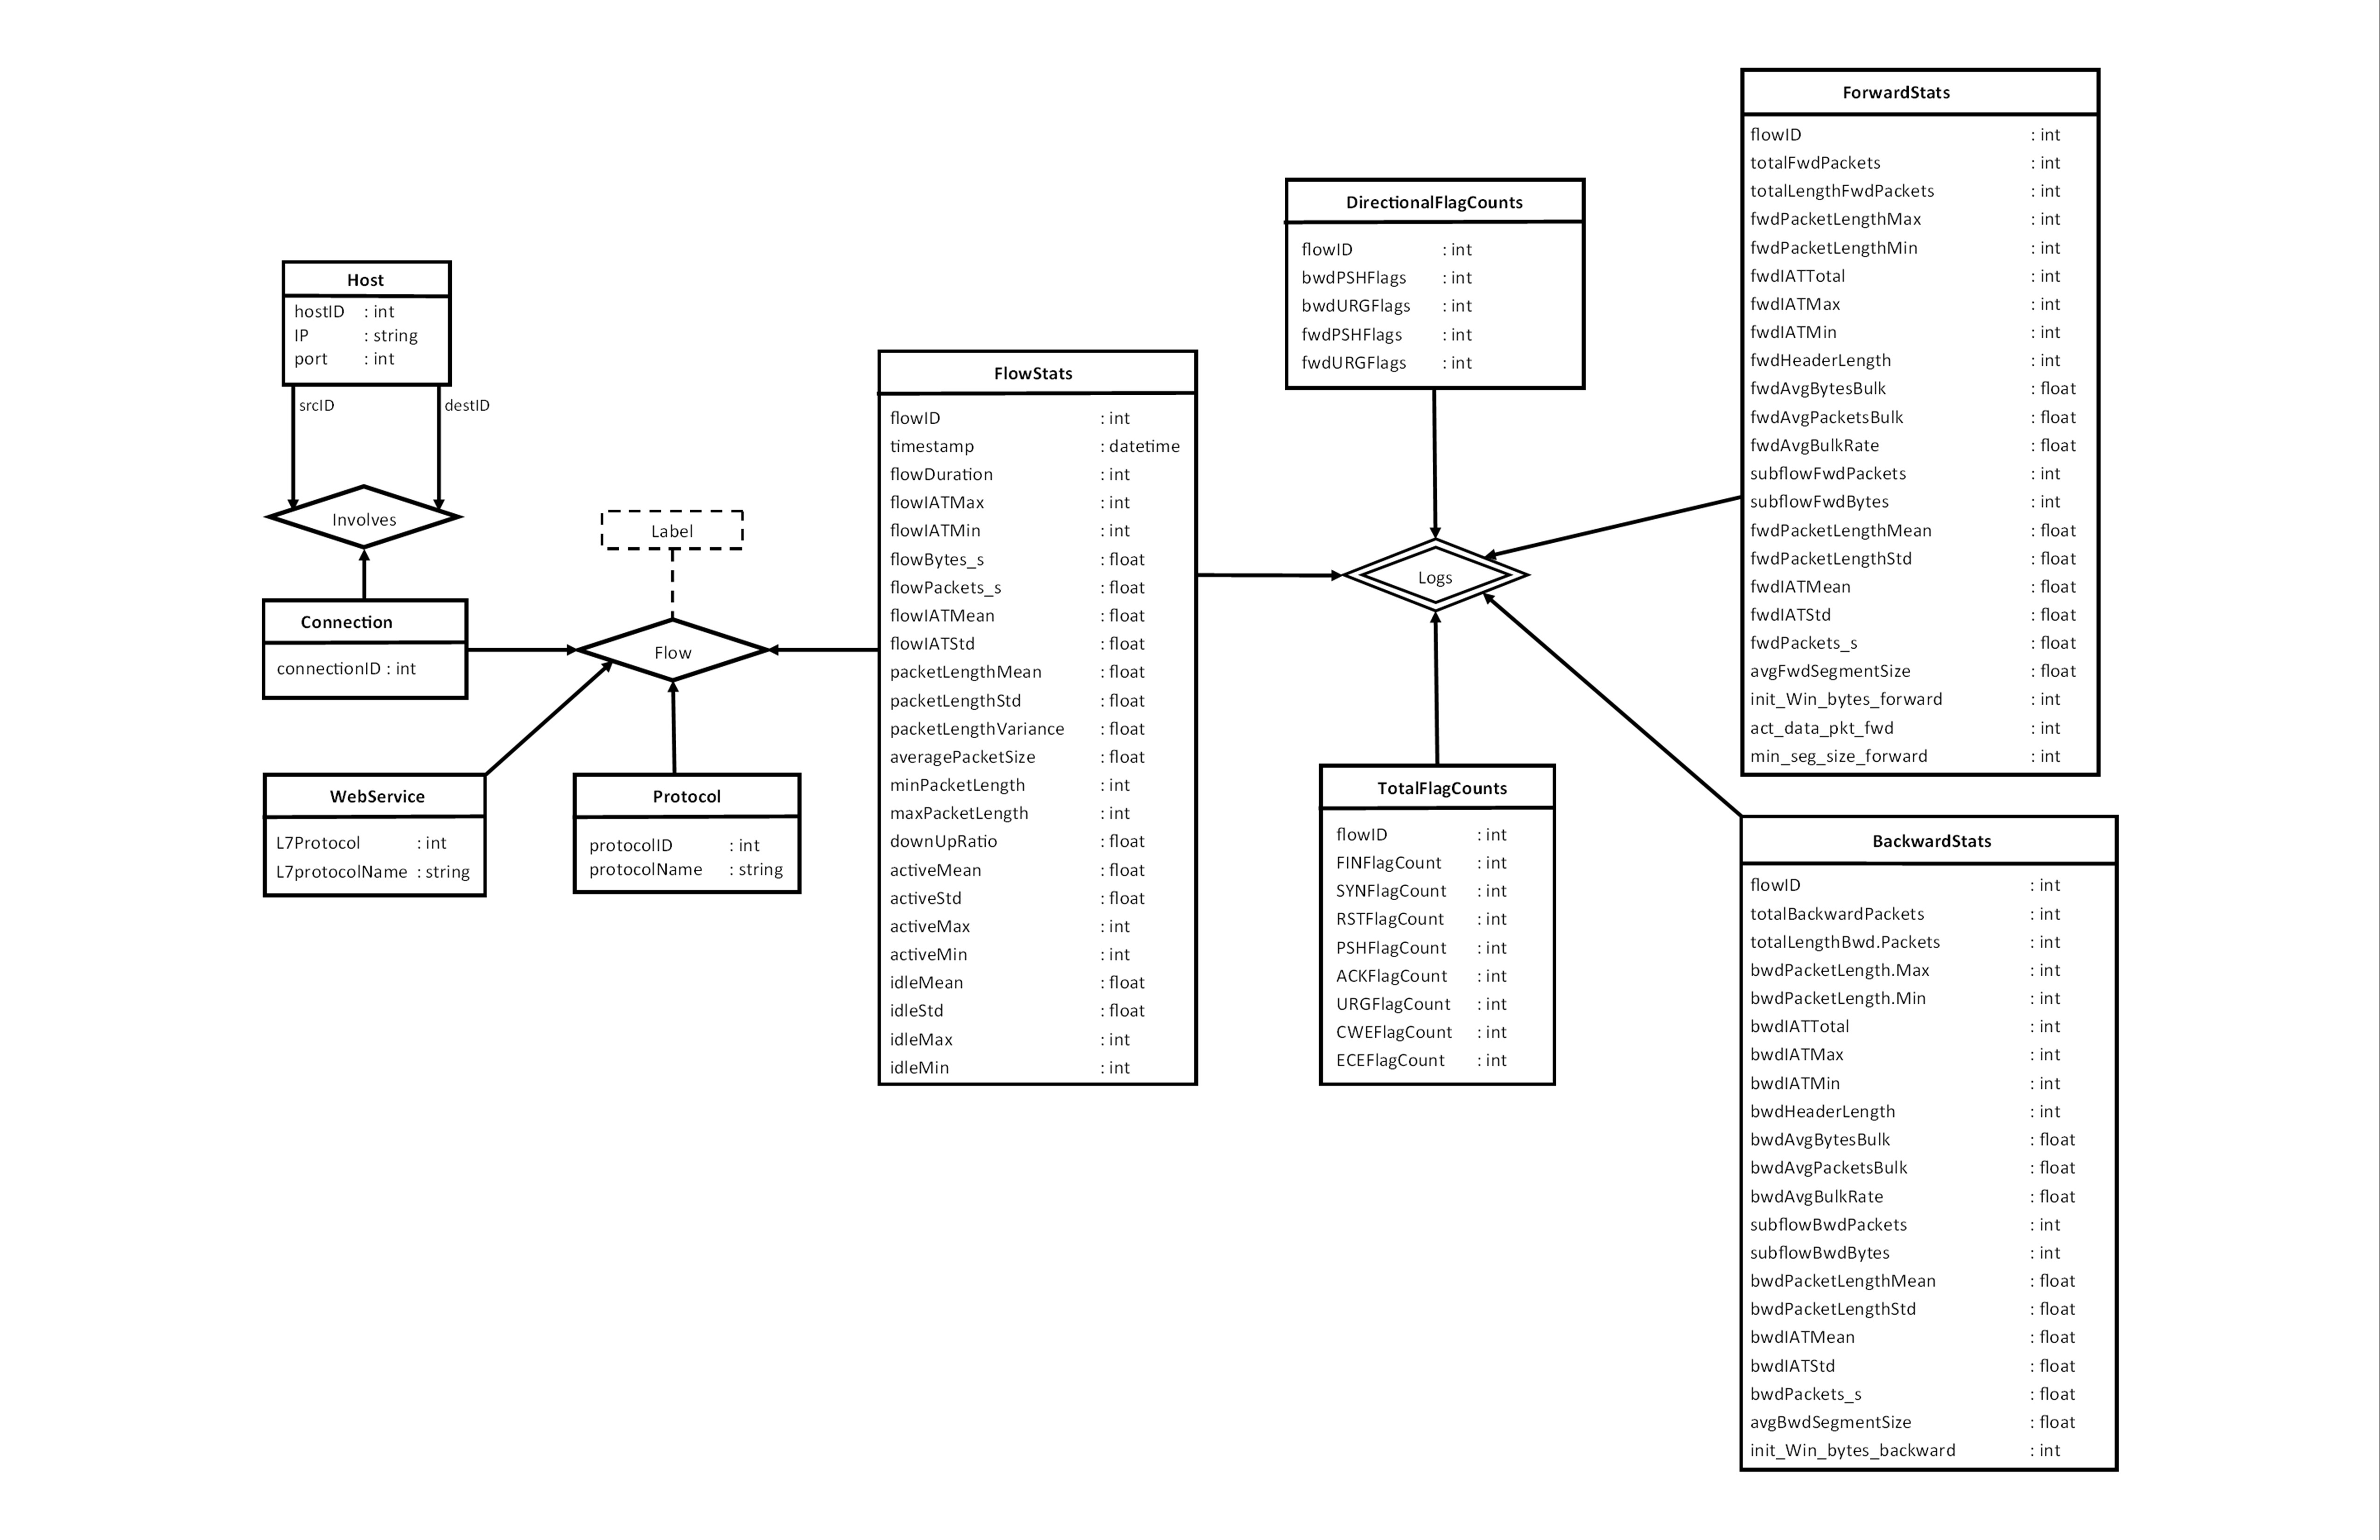 Host
hostID : int
IP : string
port : int
srcID
destID
Involves
Connection
connectionID : int
WebService
L7Protocol : int
L7protocolName : string
Label
Flow
Protocol
protocolID : int
protocolName : string
FlowStats
flowID : int
timestamp : datetime
flowDuration : int
flowIATMax : int
flowIATMin : int
flowBytes_s : float
flowPackets_s : float
flowIATMean : float
flowIATStd : float
packetLengthMean : float
packetLengthStd : float
packetLengthVariance : float
averagePacketSize : float
minPacketLength : int
maxPacketLength : int
downUpRatio : float
activeMean : float
activeStd : float
activeMax : int
activeMin : int
idleMean : float
idleStd : float
idleMax : int
idleMin : int
DirectionalFlagCounts
flowID : int
bwdPSHFlags : int
bwdURGFlags : int
fwdPSHFlags : int
fwdURGFlags : int
Logs
TotalFlagCounts
flowID : int
FINFlagCount : int
SYNFlagCount : int
RSTFlagCount : int
PSHFlagCount : int
ACKFlagCount : int
URGFlagCount : int
CWEFlagCount : int
ECEFlagCount : int
ForwardStats
flowID : int
totalFwdPackets : int
totalLengthFwdPackets : int
fwdPacketLengthMax : int
fwdPacketLengthMin : int
fwdIATTotal : int
fwdIATMax : int
fwdIATMin : int
fwdHeaderLength : int
fwdAvgBytesBulk : float
fwdAvgPacketsBulk : float
fwdAvgBulkRate : float
subflowFwdPackets : int
subflowFwdBytes : int
fwdPacketLengthMean : float
fwdPacketLengthStd : float
fwdIATMean : float
fwdIATStd : float
fwdPackets_s : float
avgFwdSegmentSize : float
init_Win_bytes_forward : int
act_data_pkt_fwd : int
min_seg_size_forward : int
BackwardStats
flowID : int
totalBackwardPackets : int
totalLengthBwd.Packets : int
bwdPacketLength.Max : int
bwdPacketLength.Min : int
bwdIATTotal : int
bwdIATMax : int
bwdIATMin : int
bwdHeaderLength : int
bwdAvgBytesBulk : float
bwdAvgPacketsBulk : float
bwdAvgBulkRate : float
subflowBwdPackets : int
subflowBwdBytes : int
bwdPacketLengthMean : float
bwdPacketLengthStd : float
bwdIATMean : float
bwdIATStd : float
bwdPackets_s : float
avgBwdSegmentSize : float
init_Win_bytes_backward : int